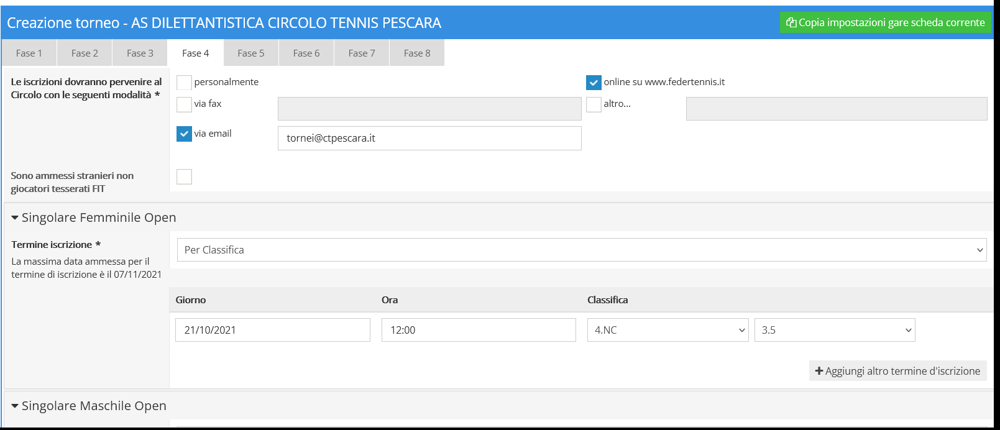 Creazione torneo - AS DILETTANTISTICA CIRCOLO TENNIS PESCARA
Copia impostazioni gare scheda corrente
Fase 1 Fase 2 Fase 3 Fase 4 Fase 5 Fase 6 Fase 7 Fase 8
Le iscrizioni dovranno pervenire al
Circolo con le seguenti modalità *
personalmente
online su www.federtennis.it
via fax
altro...
via email
tornei@ctpescara.it
Sono ammessi stranieri non
giocatori tesserati FIT
Singolare Femminile Open
Termine iscrizione *
La massima data ammessa per il
termine di iscrizione è il 07/11/2021
Per Classifica
Giorno Ora Classifica
21/10/2021 12:00 4.NC 3.5
Aggiungi altro termine d'iscrizione
Singolare Maschile Open